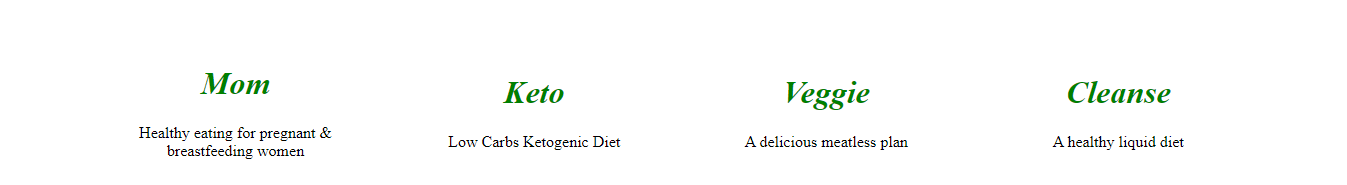 Mom
Healthy eating for pregnant &
breastfeeding women
Keto
Low Carbs Ketogenic Diet
Veggie
A delicious meatless plan
Cleanse
A healthy liquid diet